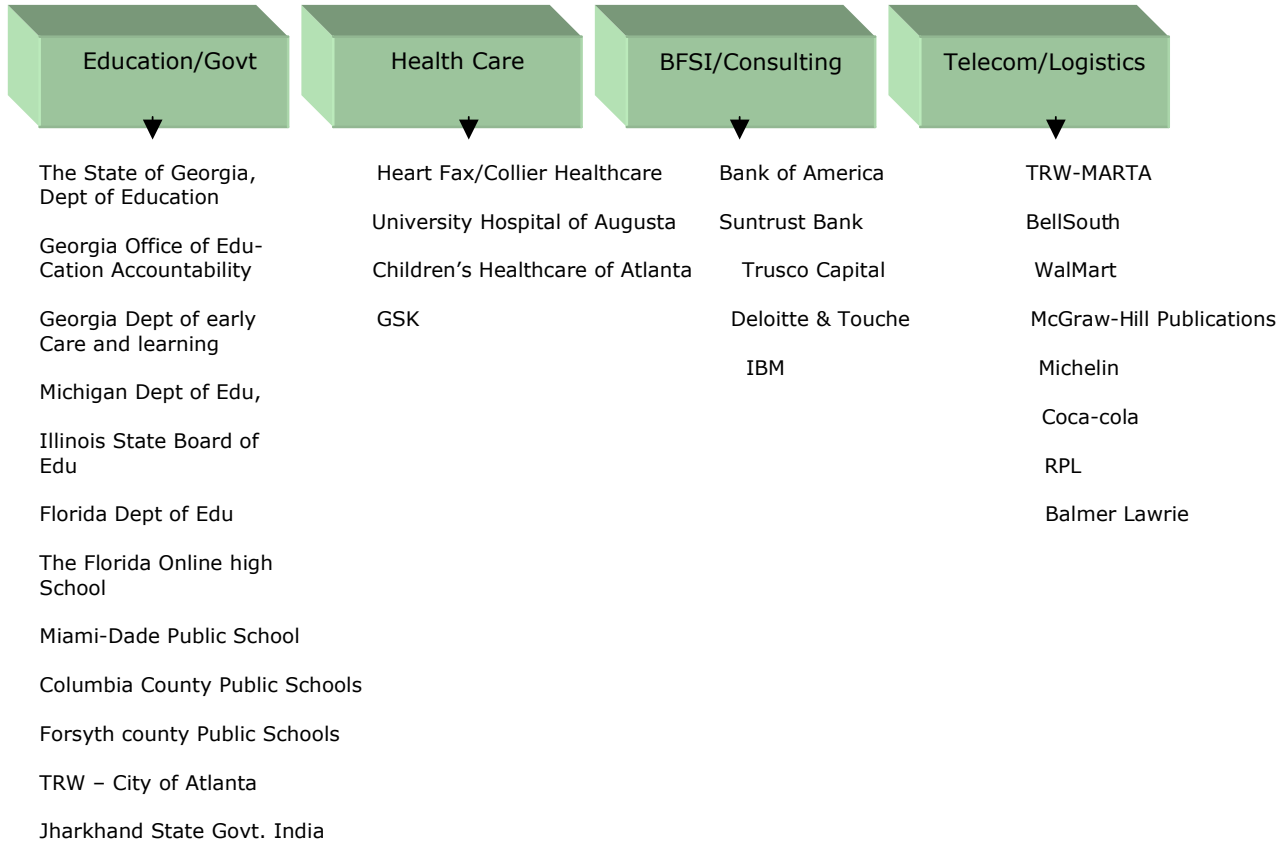 Education/Govt
The State of Georgia,
Dept of Education
Georgia Office of Edu-
Cation Accountability
Georgia Dept of early
Care and learning
Michigan Dept of Edu,
Illinois State Board of
Edu
Florida Dept of Edu
The Florida Online high
School
Miami-Dade Public School
Columbia County Public Schools
Forsyth county Public Schools
TRW – City of Atlanta
Jharkhand State Govt. India
Health Care
Heart Fax/Collier Healthcare
University Hospital of Augusta
Children’s Healthcare of Atlanta
GSK
BFSI/Consulting
Bank of America
Suntrust Bank
Trusco Capital
Deloitte & Touche
IBM
Telecom/Logistics
TRW-MARTA
BellSouth
WalMart
McGraw-Hill Publications
Michelin
Coca-cola
RPL
Balmer Lawrie